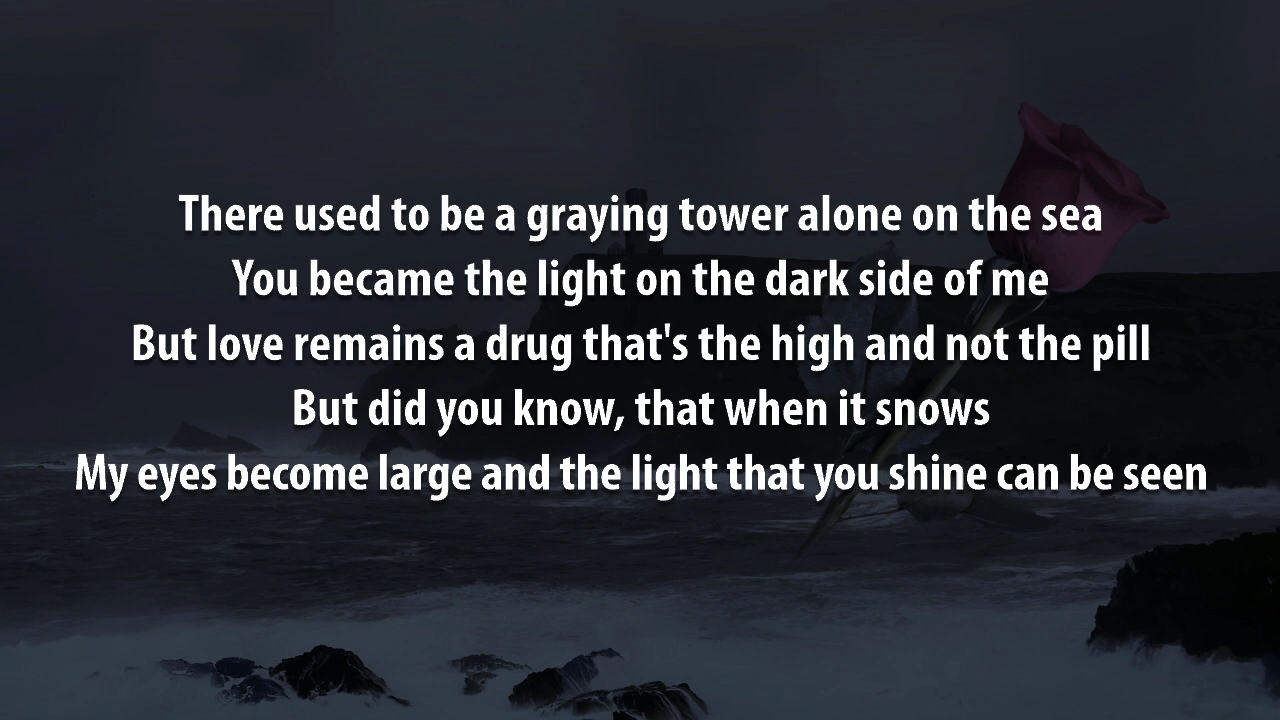 There used to be a graying tower alone on the sea
You became the light on the dark side of me
But love remains a drug that's the high and not the pill
But did you know, that when it snows
My eyes become large and the light that you shine can be seen